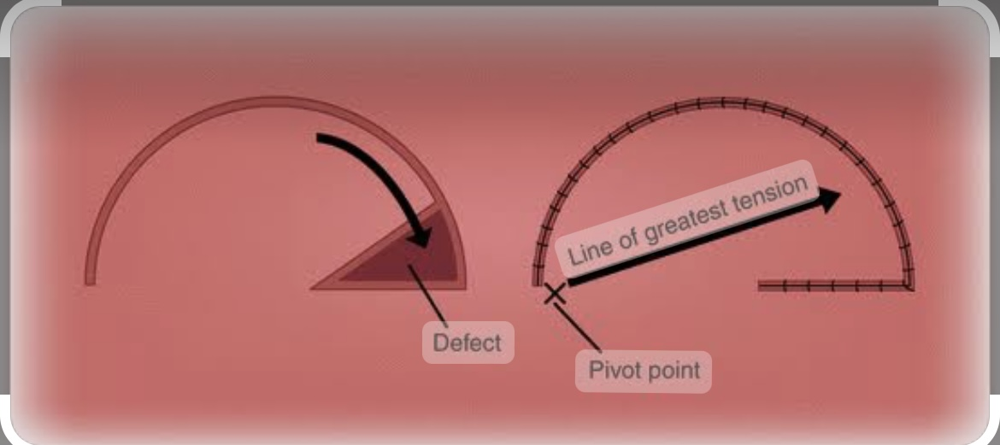 Line of greatest tension
Defect
Pivot point